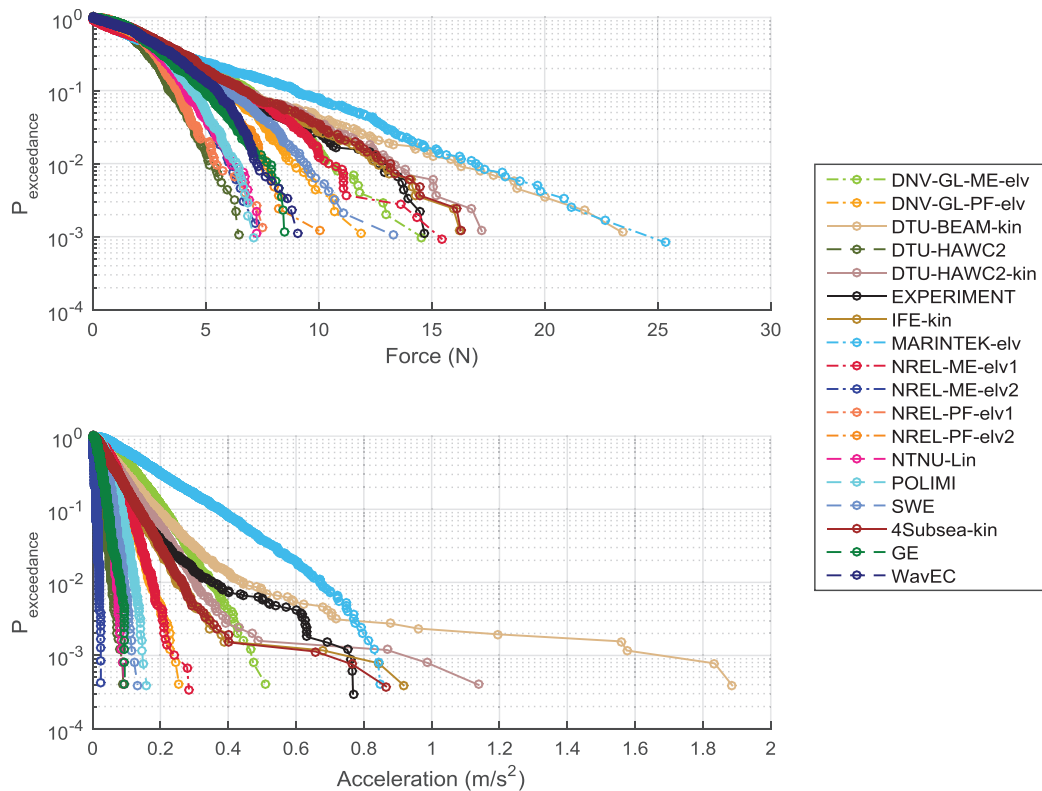 10^0
10^-1
10^-2
10^-3
10^-4
P_exceedance
0 5 10 15 20 25 30
Force (N)
10^0
10^-1
10^-2
10^-3
10^-4
P_exceedance
0 0.2 0.4 0.6 0.8 1 1.2 1.4 1.6 1.8 2
Acceleration (m/s^2)
DNV-GL-ME-elv
DNV-GL-PF-elv
DTU-BEAM-kin
DTU-HAWC2
DTU-HAWC2-kin
EXPERIMENT
IFE-kin
MARINTEK-elv
NREL-ME-elv1
NREL-ME-elv2
NREL-PF-elv1
NREL-PF-elv2
NTNU-Lin
POLIMI
SWE
4Subsea-kin
GE
WavEC